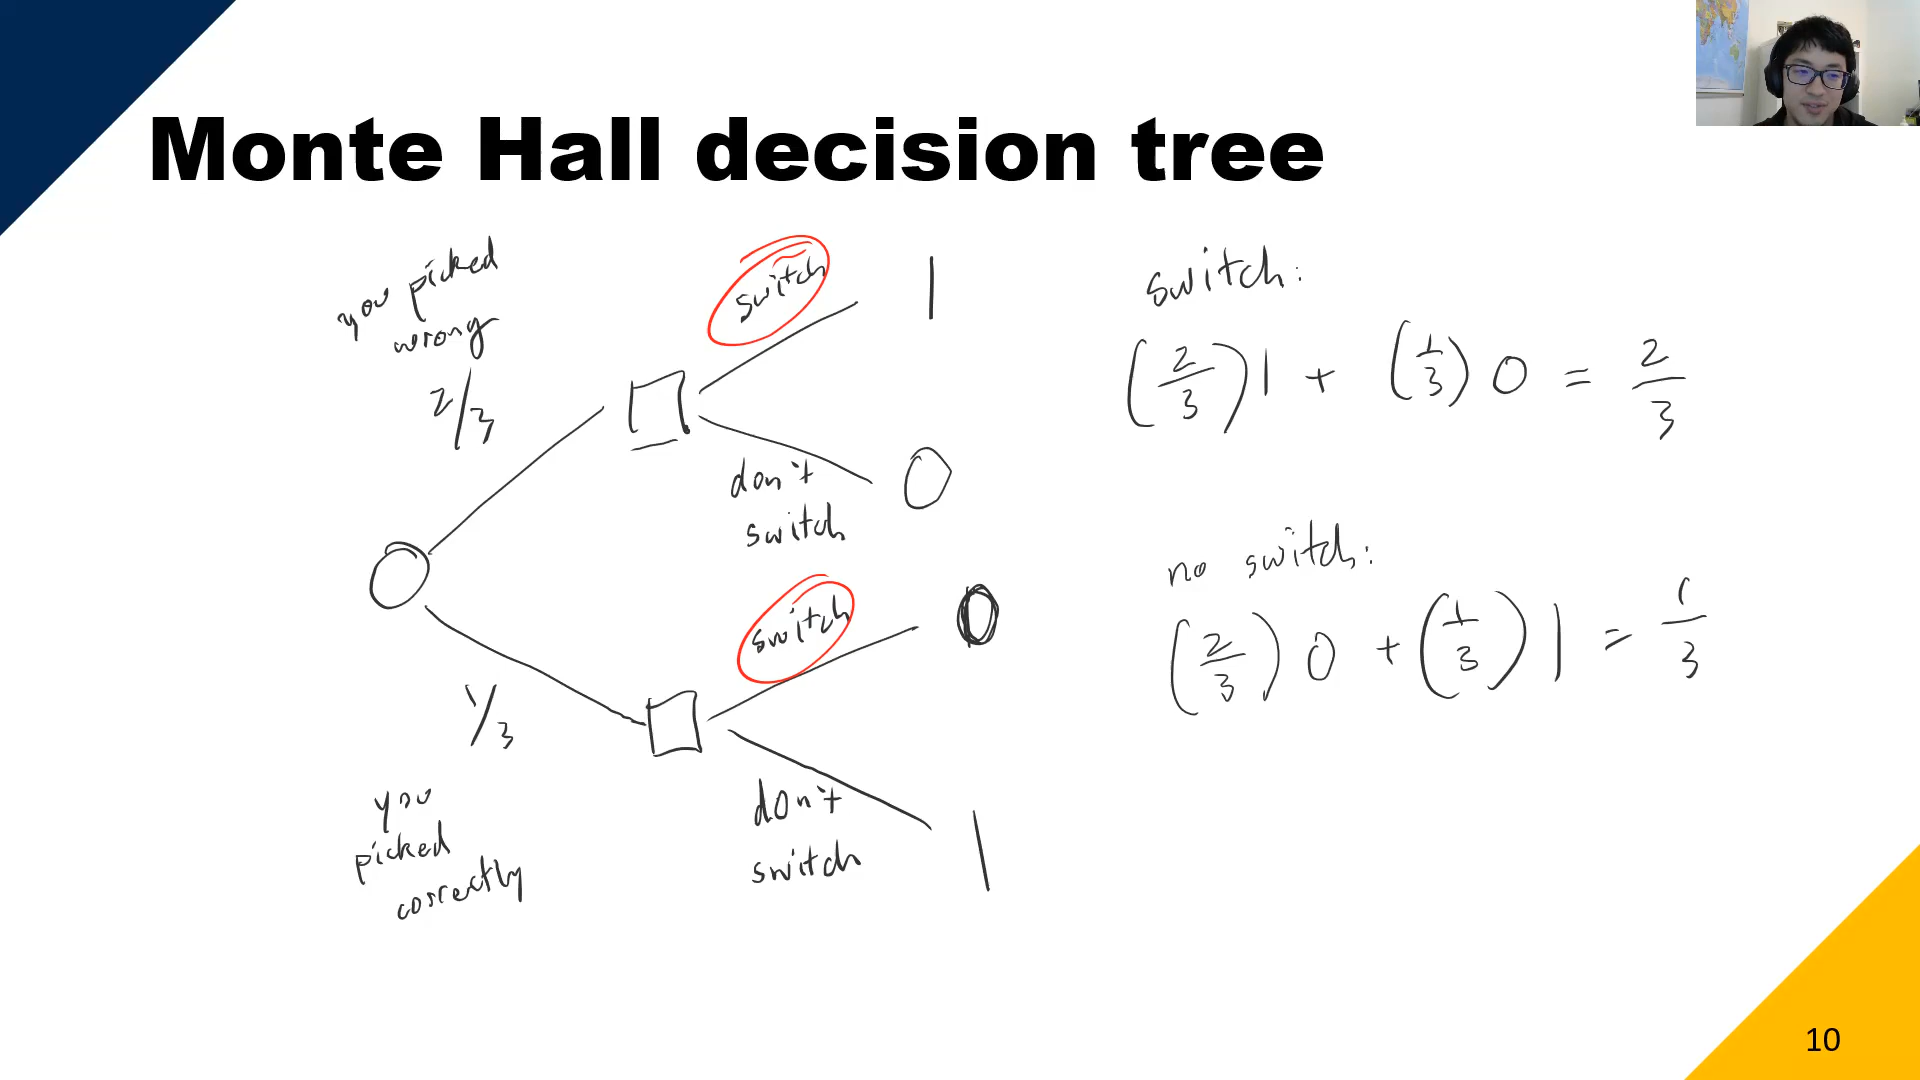 Monte Hall decision tree
you picked
wrong
2/3
switch
1
don't
switch
0
switch
0
1/3
you
picked
correctly
don't
switch
1
switch:
(2/3) 1 + (1/3) 0 = 2/3
no switch:
(2/3) 0 + (1/3) 1 = 1/3
10